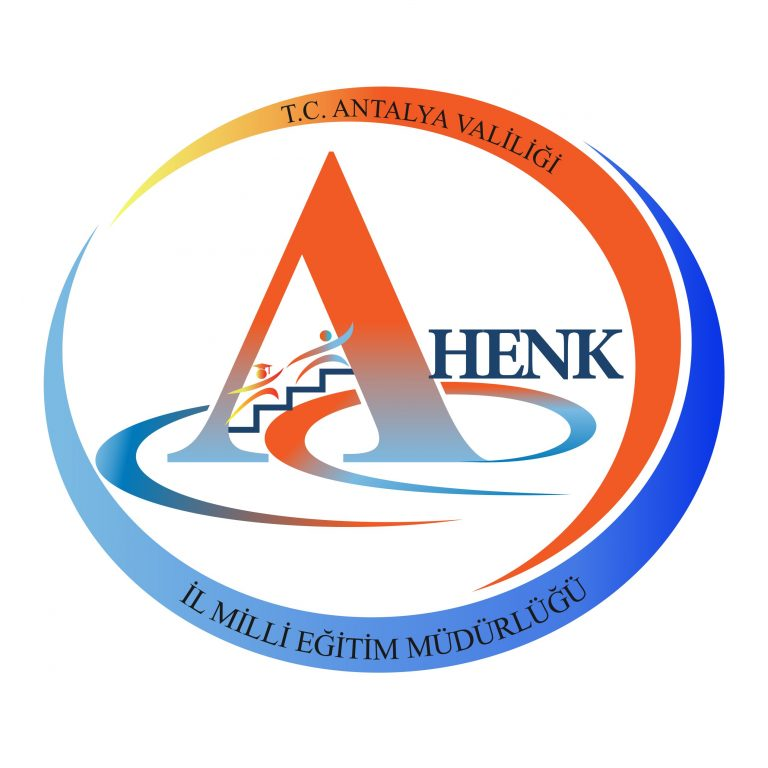 T.C. ANTALYA VALİLİĞİ
AHENK
İL MİLLİ EĞİTİM MÜDÜRLÜĞÜ